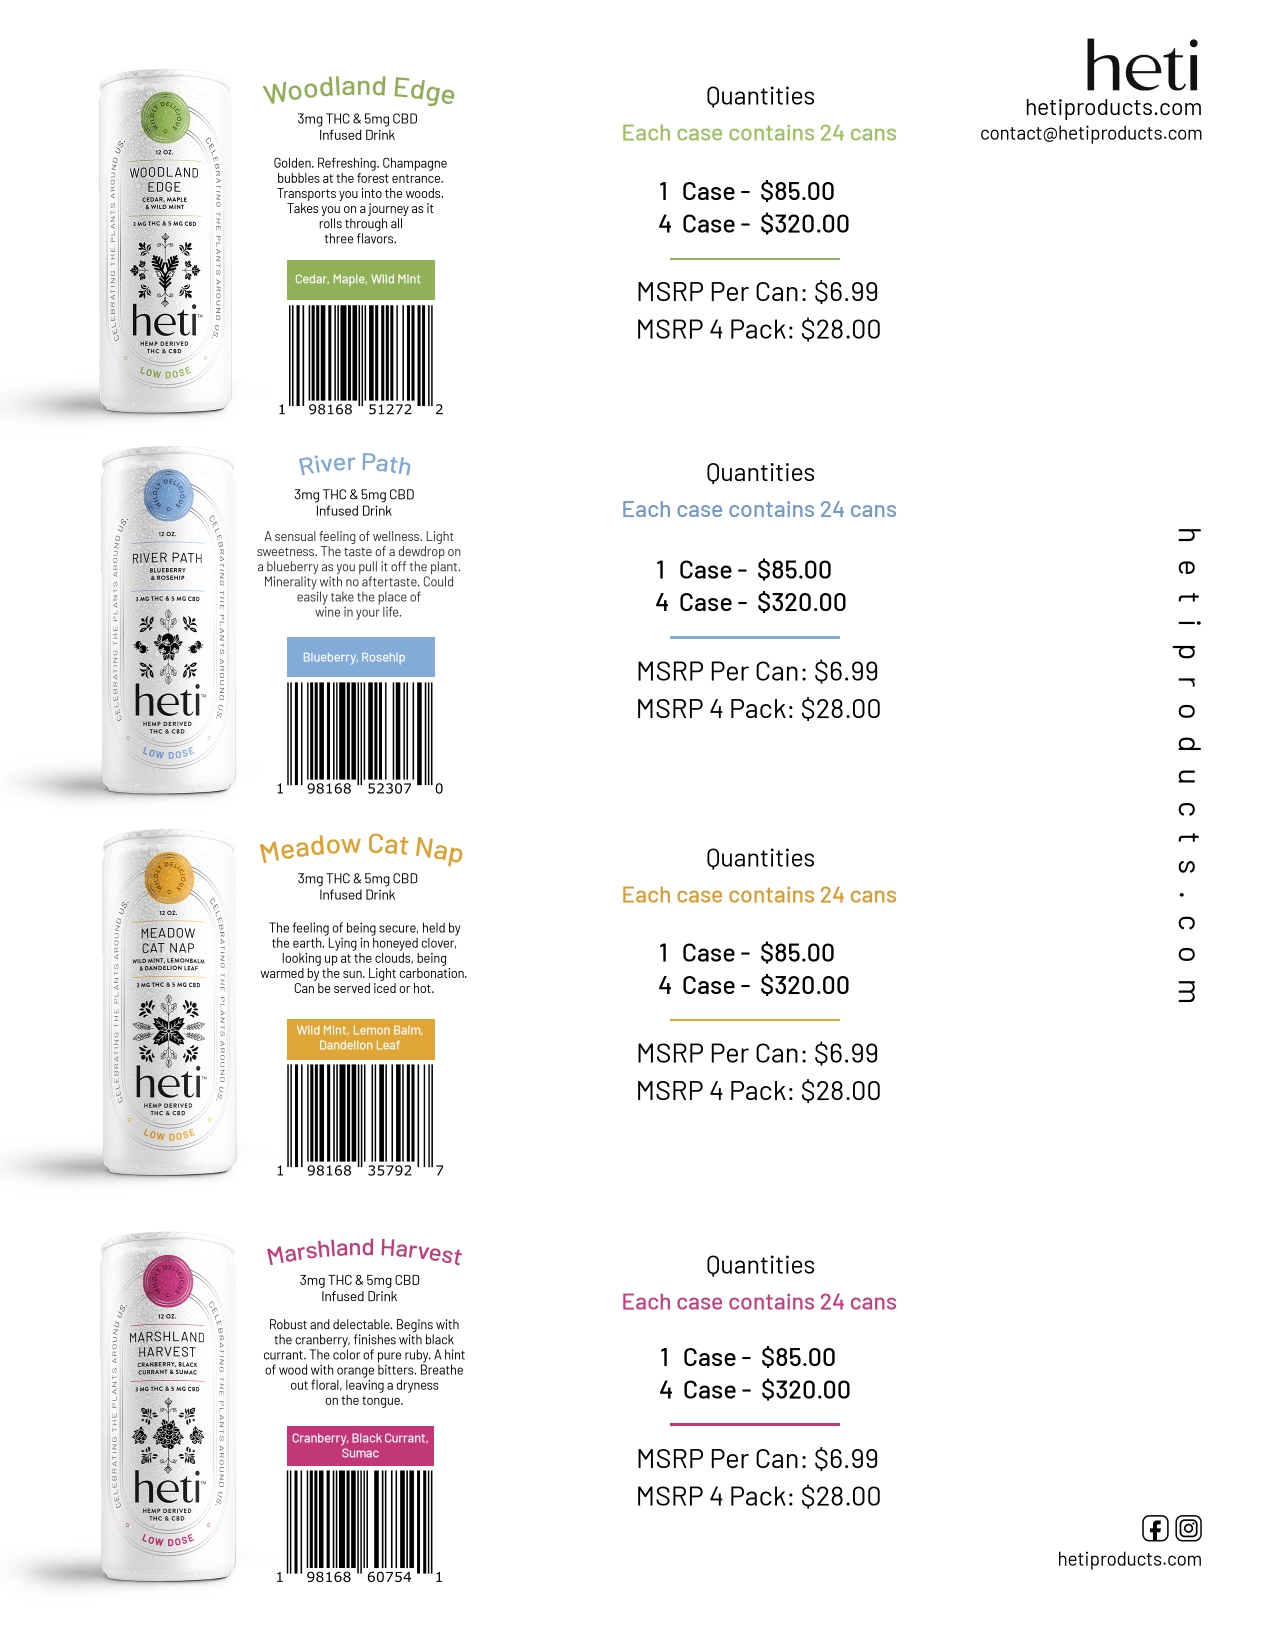 heti
hetiproducts.com
contact@hetiproducts.com
WILDLY DELICIOUS
12 OZ.
WOODLAND
EDGE
CEDAR, MAPLE
& WILD MINT
3 MG THC & 5 MG CBD
CELEBRATING THE PLANTS AROUND US.
CELEBRATING THE PLANTS AROUND US.
heti™
HEMP DERIVED
THC & CBD
LOW DOSE
Woodland Edge
3mg THC & 5mg CBD
Infused Drink
Golden. Refreshing. Champagne
bubbles at the forest entrance.
Transports you into the woods.
Takes you on a journey as it
rolls through all
three flavors.
Cedar, Maple, Wild Mint
1 98168 51272 2
Quantities
Each case contains 24 cans
1 Case - $85.00
4 Case - $320.00
MSRP Per Can: $6.99
MSRP 4 Pack: $28.00
WILDLY DELICIOUS
12 OZ.
RIVER PATH
BLUEBERRY
& ROSEHIP
3 MG THC & 5 MG CBD
CELEBRATING THE PLANTS AROUND US.
CELEBRATING THE PLANTS AROUND US.
heti™
HEMP DERIVED
THC & CBD
LOW DOSE
River Path
3mg THC & 5mg CBD
Infused Drink
A sensual feeling of wellness. Light
sweetness. The taste of a dewdrop on
a blueberry as you pull it off the plant.
Minerality with no aftertaste. Could
easily take the place of
wine in your life.
Blueberry, Rosehip
1 98168 52307 0
Quantities
Each case contains 24 cans
1 Case - $85.00
4 Case - $320.00
MSRP Per Can: $6.99
MSRP 4 Pack: $28.00
hetiproducts.com
WILDLY DELICIOUS
12 OZ.
MEADOW
CAT NAP
WILD MINT, LEMONBALM
& DANDELION LEAF
3 MG THC & 5 MG CBD
CELEBRATING THE PLANTS AROUND US.
CELEBRATING THE PLANTS AROUND US.
heti™
HEMP DERIVED
THC & CBD
LOW DOSE
Meadow Cat Nap
3mg THC & 5mg CBD
Infused Drink
The feeling of being secure, held by
the earth. Lying in honeyed clover,
looking up at the clouds, being
warmed by the sun. Light carbonation.
Can be served iced or hot.
Wild Mint, Lemon Balm,
Dandelion Leaf
1 98168 35792 7
Quantities
Each case contains 24 cans
1 Case - $85.00
4 Case - $320.00
MSRP Per Can: $6.99
MSRP 4 Pack: $28.00
WILDLY DELICIOUS
12 OZ.
MARSHLAND
HARVEST
CRANBERRY, BLACK
CURRANT & SUMAC
3 MG THC & 5 MG CBD
CELEBRATING THE PLANTS AROUND US.
CELEBRATING THE PLANTS AROUND US.
heti™
HEMP DERIVED
THC & CBD
LOW DOSE
Marshland Harvest
3mg THC & 5mg CBD
Infused Drink
Robust and delectable. Begins with
the cranberry, finishes with black
currant. The color of pure ruby. A hint
of wood with orange bitters. Breathe
out floral, leaving a dryness
on the tongue.
Cranberry, Black Currant,
Sumac
1 98168 60754 1
Quantities
Each case contains 24 cans
1 Case - $85.00
4 Case - $320.00
MSRP Per Can: $6.99
MSRP 4 Pack: $28.00
hetiproducts.com